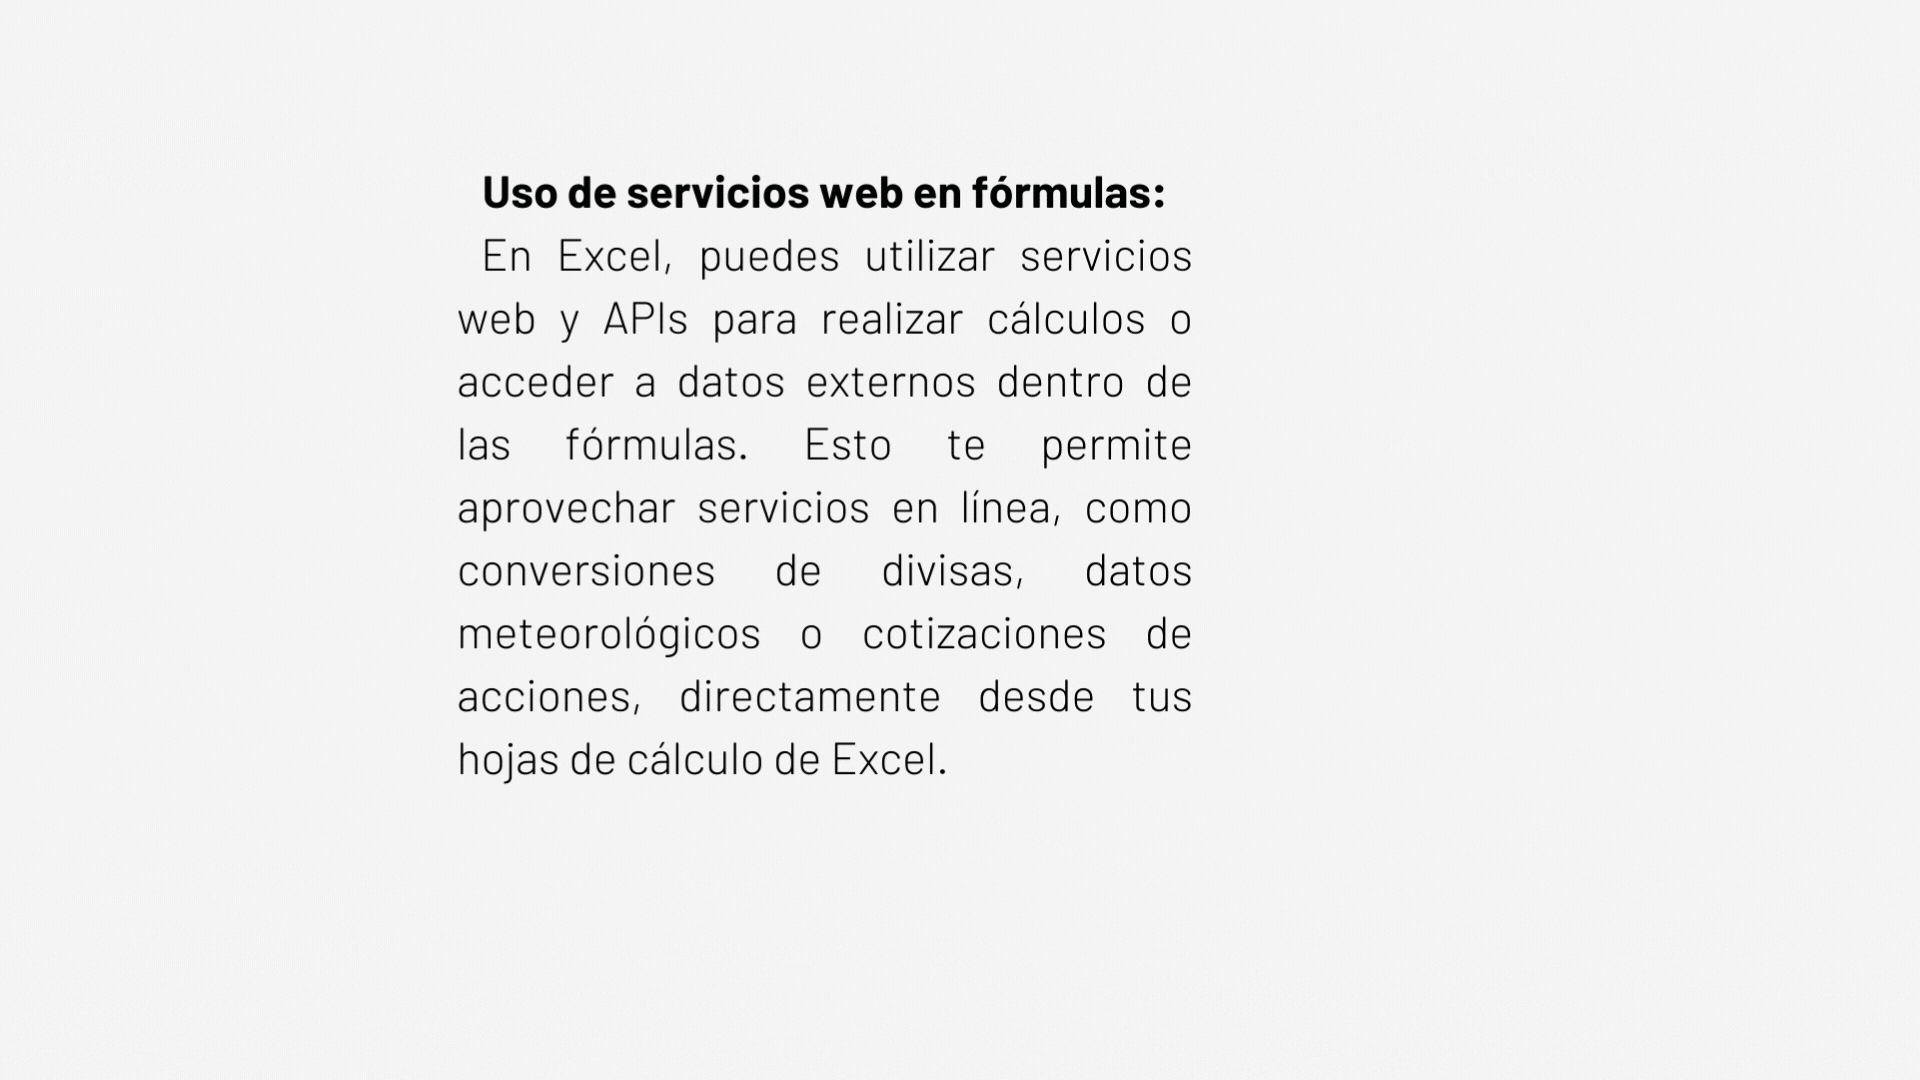 Uso de servicios web en fórmulas:
En Excel, puedes utilizar servicios
web y APIs para realizar cálculos o
acceder a datos externos dentro de
las fórmulas. Esto te permite
aprovechar servicios en línea, como
conversiones de divisas, datos
meteorológicos o cotizaciones de
acciones, directamente desde tus
hojas de cálculo de Excel.